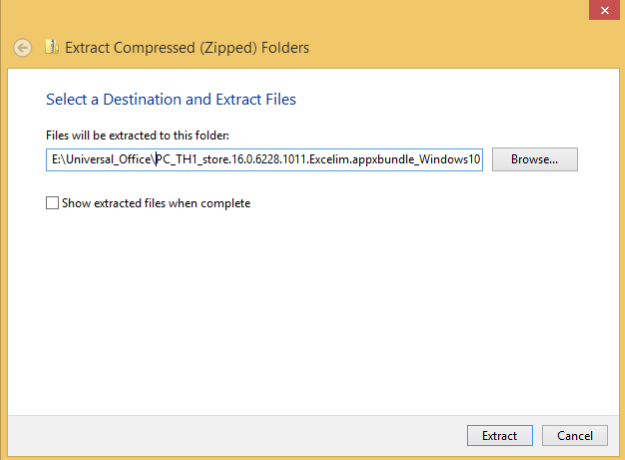 Extract Compressed (Zipped) Folders
Select a Destination and Extract Files
Files will be extracted to this folder:
E:\Universal_Office\PC_TH1_store.16.0.6228.1011.Excelim.appxbundle_Windows10
Browse...
Show extracted files when complete
Extract
Cancel